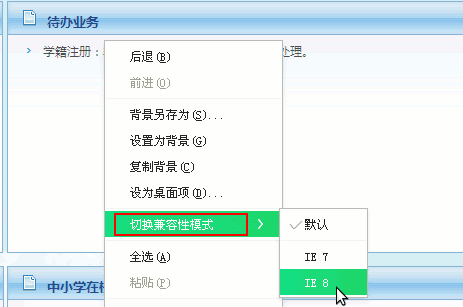 待办业务
学籍注册：
处理。
后退(B)
前进(O)
背景另存为(S)...
设置为背景(G)
复制背景(C)
设为桌面项(D)...
切换兼容性模式
默认
全选(A)
IE 7
粘贴(P)
IE 8
中小学在